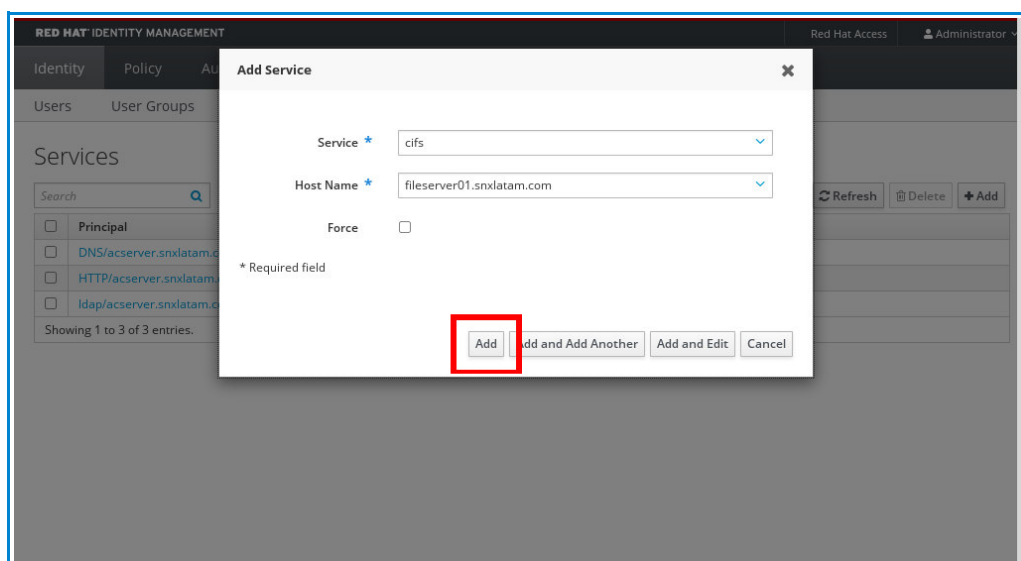 RED HAT IDENTITY MANAGEMENT Red Hat Access Administrator
Identity Policy Au
Add Service
Users User Groups
Service * cifs
Services
Host Name * fileserver01.snxlatam.com
Search Refresh Delete Add
Force
Principal
DNS/acserver.snxlatam.c
* Required field
HTTP/acserver.snxlatam.
ldap/acserver.snxlatam.c
Showing 1 to 3 of 3 entries.
Add Add and Add Another Add and Edit Cancel